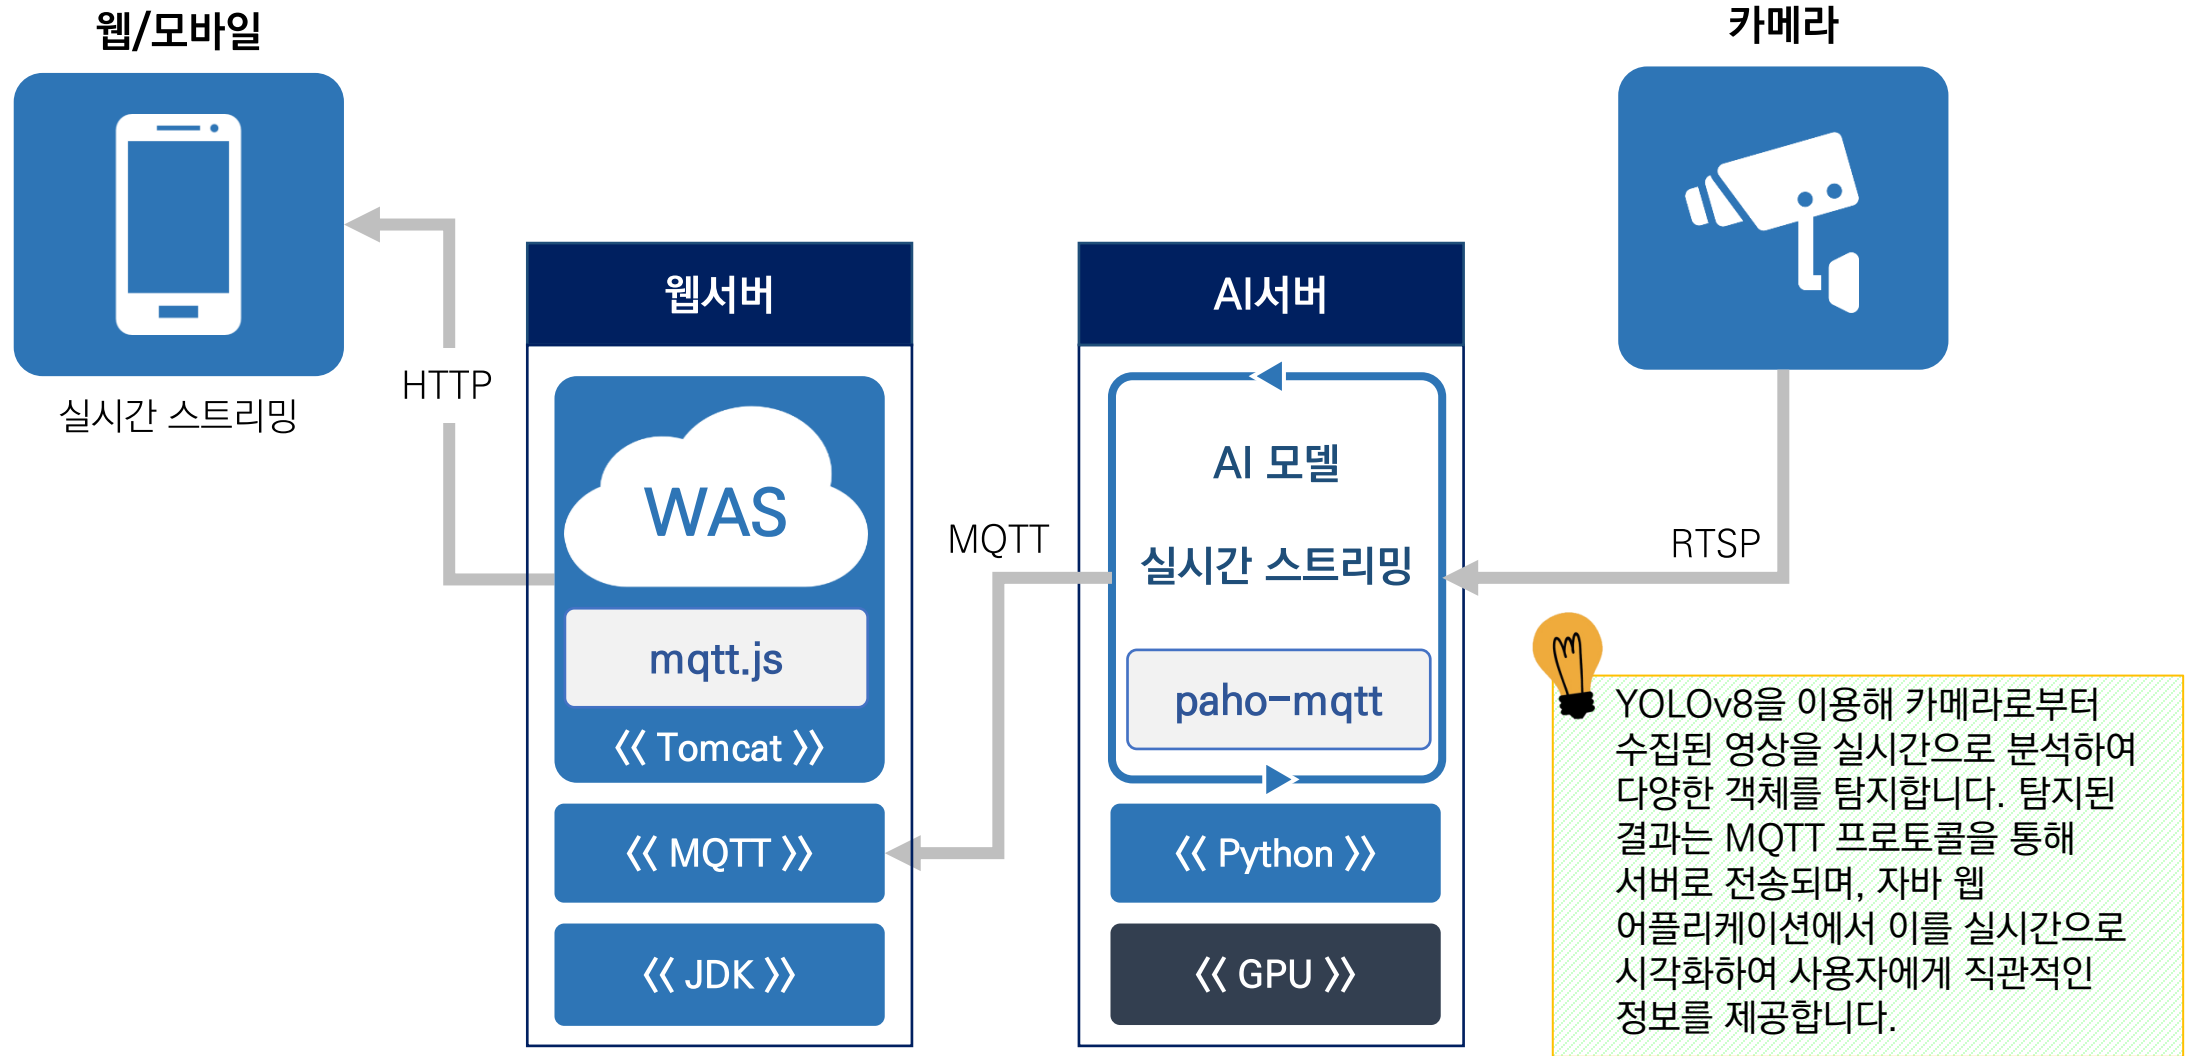 웹/모바일
카메라
실시간 스트리밍
HTTP
웹서버
WAS
mqtt.js
《 Tomcat 》
《 MQTT 》
《 JDK 》
MQTT
AI서버
AI 모델
실시간 스트리밍
paho-mqtt
《 Python 》
《 GPU 》
RTSP
YOLOv8을 이용해 카메라로부터
수집된 영상을 실시간으로 분석하여
다양한 객체를 탐지합니다. 탐지된
결과는 MQTT 프로토콜을 통해
서버로 전송되며, 자바 웹
어플리케이션에서 이를 실시간으로
시각화하여 사용자에게 직관적인
정보를 제공합니다.